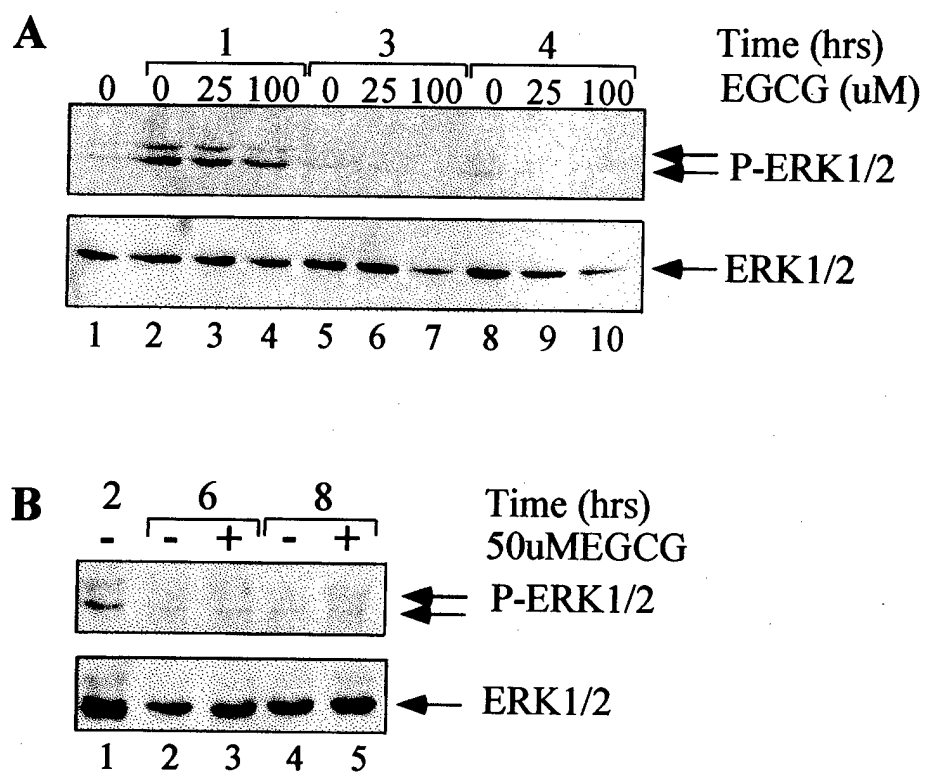 A
1 3 4 Time (hrs)
0 0 25 100 0 25 100 0 25 100 EGCG (uM)
P-ERK1/2
ERK1/2
1 2 3 4 5 6 7 8 9 10
B
2 6 8 Time (hrs)
- - + - + 50uMEGCG
P-ERK1/2
ERK1/2
1 2 3 4 5